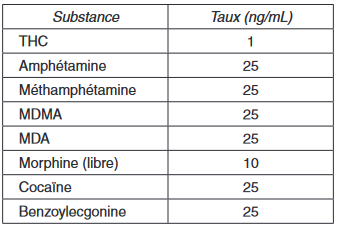 Substance Taux (ng/mL)
THC 1
Amphétamine 25
Méthamphétamine 25
MDMA 25
MDA 25
Morphine (libre) 10
Cocaïne 25
Benzoylecgonine 25